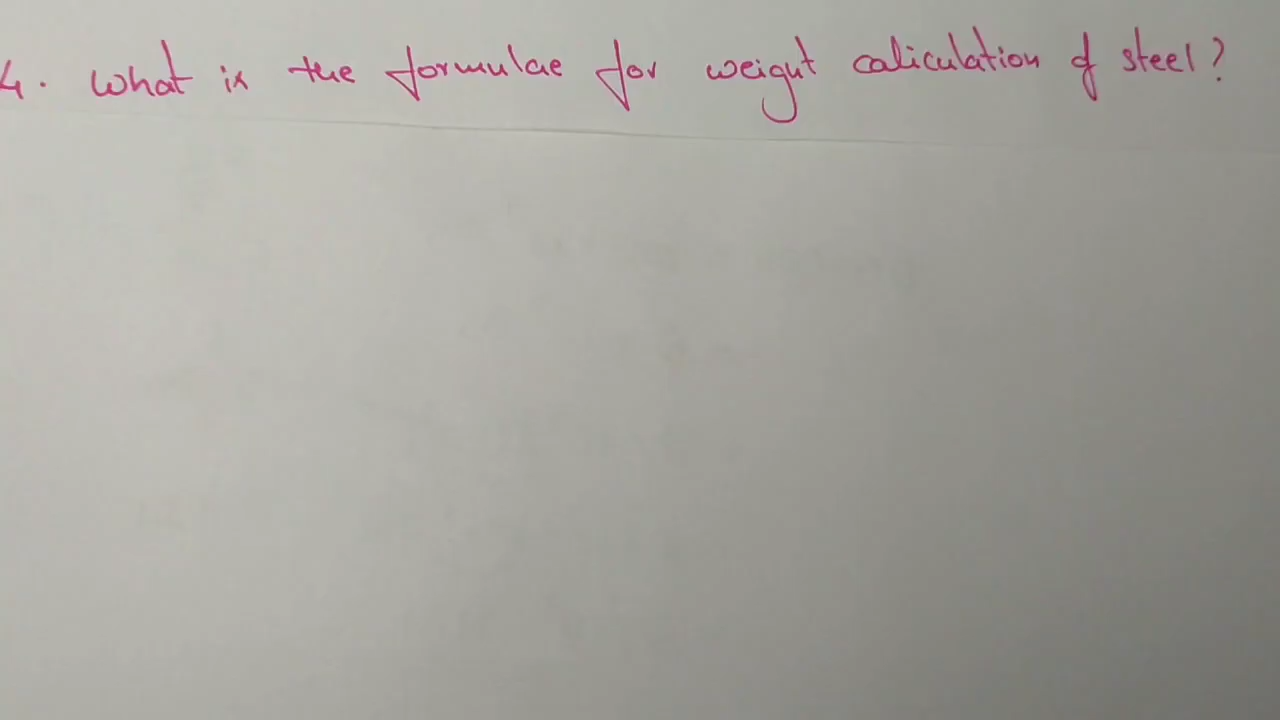 4. What is the formulae for weight caliculation of steel?